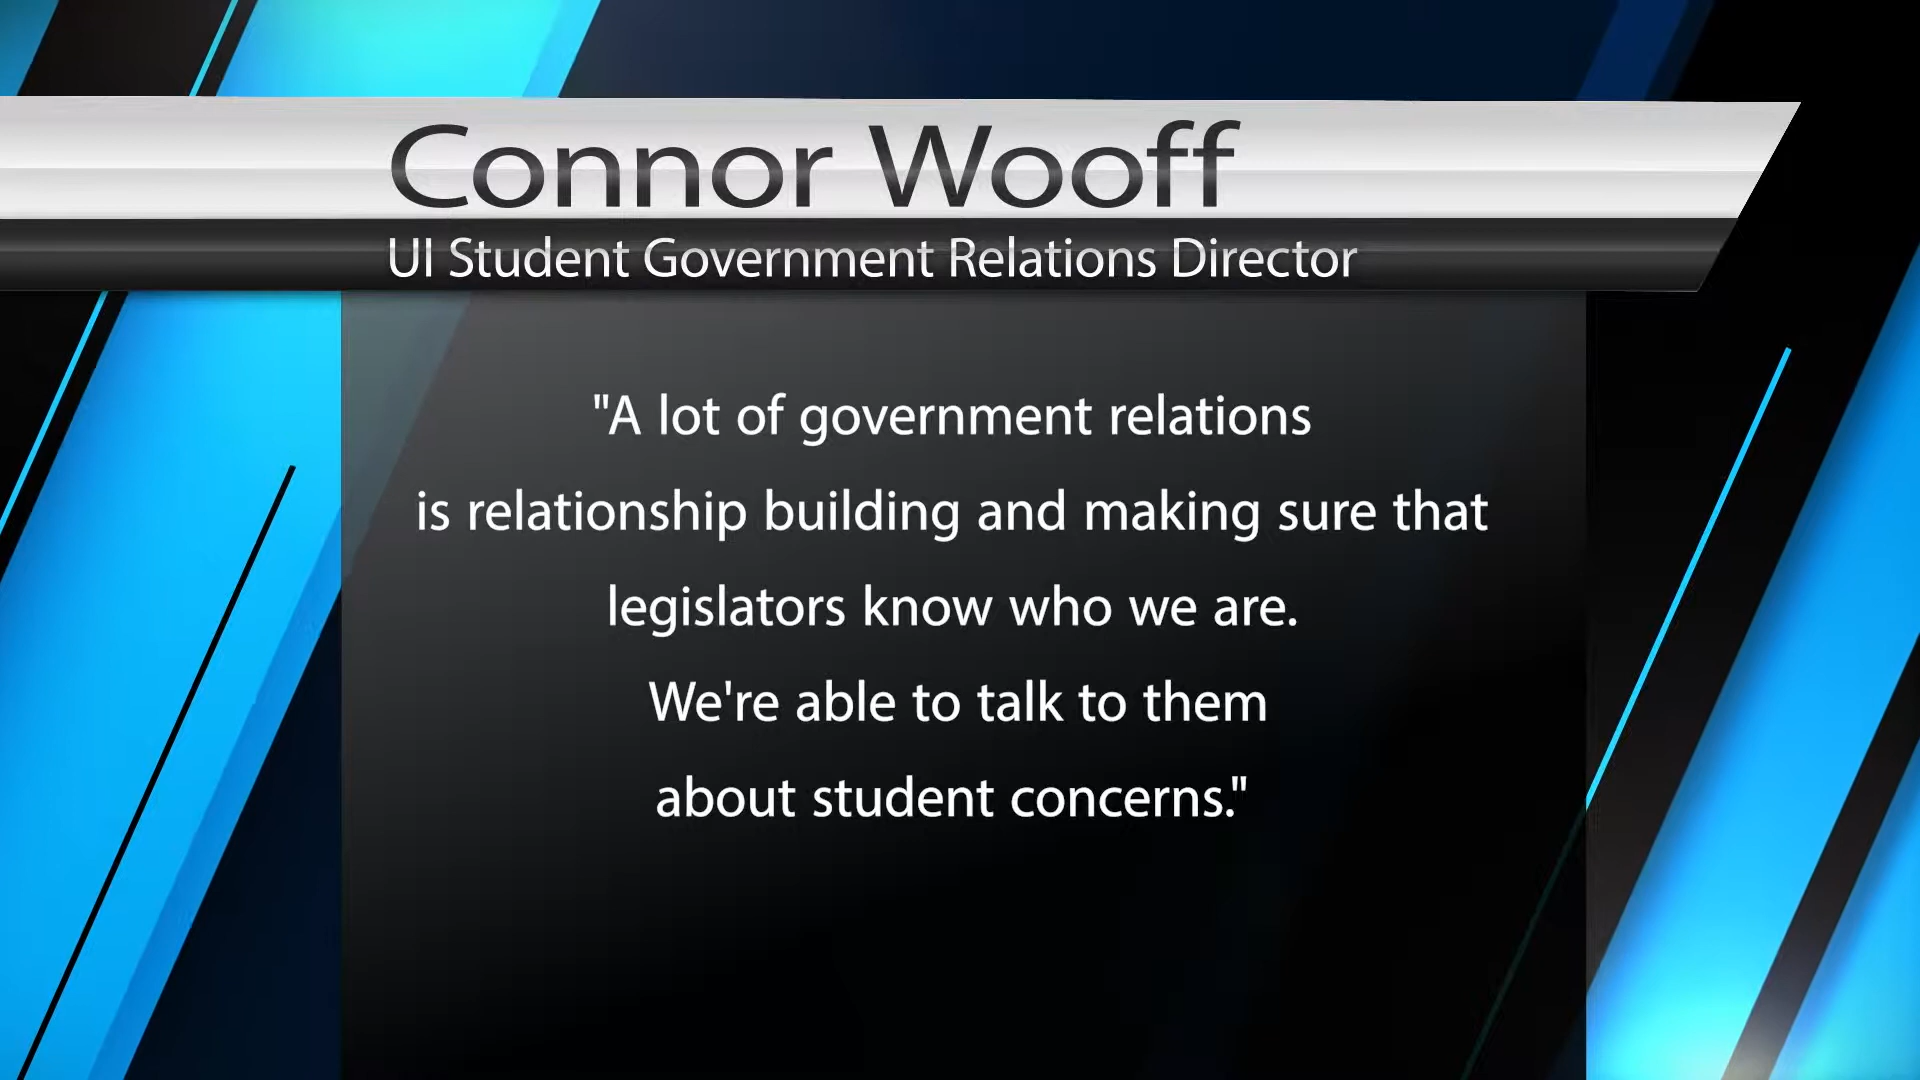 Connor Wooff
UI Student Government Relations Director
"A lot of government relations
is relationship building and making sure that
legislators know who we are.
We're able to talk to them
about student concerns."